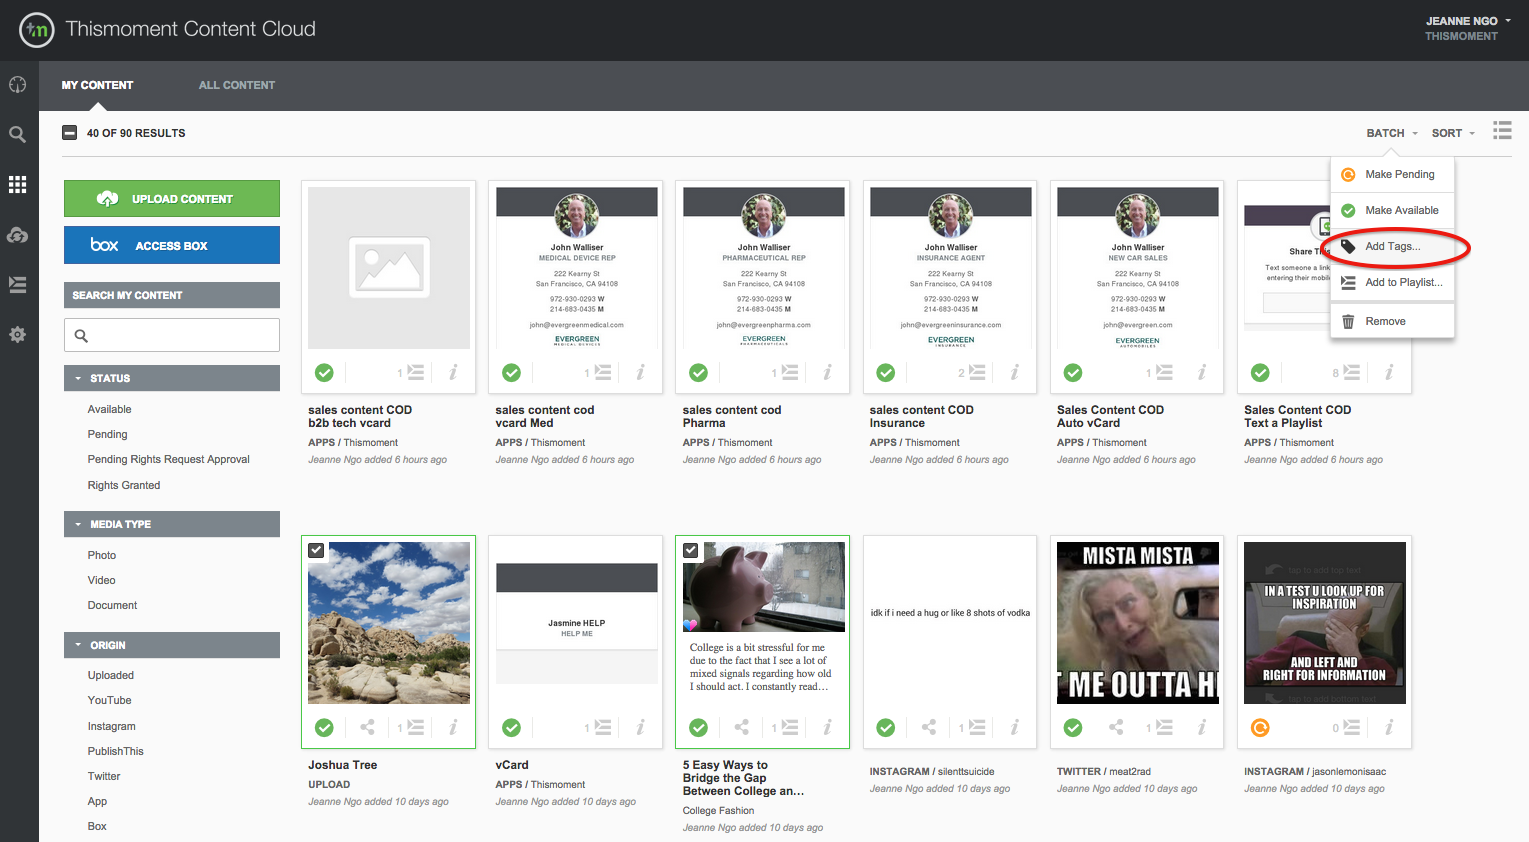 tm Thismoment Content Cloud
JEANNE NGO
THISMOMENT
MY CONTENT
ALL CONTENT
40 OF 90 RESULTS
BATCH
SORT
Make Pending
Make Available
Add Tags...
Add to Playlist...
Remove
UPLOAD CONTENT
box ACCESS BOX
SEARCH MY CONTENT
STATUS
Available
Pending
Pending Rights Request Approval
Rights Granted
MEDIA TYPE
Photo
Video
Document
ORIGIN
Uploaded
YouTube
Instagram
PublishThis
Twitter
App
Box
1
sales content COD
b2b tech vcard
APPS / Thismoment
Jeanne Ngo added 6 hours ago
John Walliser
MEDICAL DEVICE REP
222 Kearny St
San Francisco, CA 94108
972-930-0293 W
214-683-0435 M
john@evergreenmedical.com
EVERGREEN
MEDICAL DEVICES
1
sales content cod
vcard Med
APPS / Thismoment
Jeanne Ngo added 6 hours ago
John Walliser
PHARMACEUTICAL REP
222 Kearny St
San Francisco, CA 94108
972-930-0293 W
214-683-0435 M
john@evergreenpharma.com
EVERGREEN
PHARMACEUTICALS
1
sales content cod
Pharma
APPS / Thismoment
Jeanne Ngo added 6 hours ago
John Walliser
INSURANCE AGENT
222 Kearny St
San Francisco, CA 94108
972-930-0293 W
214-683-0435 M
john@evergreeninsurance.com
EVERGREEN
INSURANCE
2
sales content COD
Insurance
APPS / Thismoment
Jeanne Ngo added 6 hours ago
John Walliser
NEW CAR SALES
222 Kearny St
San Francisco, CA 94108
972-930-0293 W
214-683-0435 M
john@evergreencars.com
EVERGREEN
AUTOMOBILES
1
Sales Content COD
Auto vCard
APPS / Thismoment
Jeanne Ngo added 6 hours ago
Share Th
Text someone a link
entering their mobil
8
Sales Content COD
Text a Playlist
APPS / Thismoment
Jeanne Ngo added 6 hours ago
1
Joshua Tree
UPLOAD
Jeanne Ngo added 10 days ago
Jasmine HELP
HELP ME
1
vCard
APPS / Thismoment
Jeanne Ngo added 10 days ago
College is a bit stressful for me
due to the fact that I see a lot of
mixed signals regarding how old
I should act. I constantly read…
1
5 Easy Ways to
Bridge the Gap
Between College an…
College Fashion
Jeanne Ngo added 10 days ago
idk if i need a hug or like 8 shots of vodka
1
INSTAGRAM / silenttsuicide
Jeanne Ngo added 10 days ago
MISTA MISTA
T ME OUTTA H
1
TWITTER / meat2rad
Jeanne Ngo added 10 days ago
tap to add top text
IN A TEST U LOOK UP FOR
INSPIRATION
AND LEFT AND
RIGHT FOR INFORMATION
tap to add bottom text
0
INSTAGRAM / jasonlemonisaac
Jeanne Ngo added 10 days ago